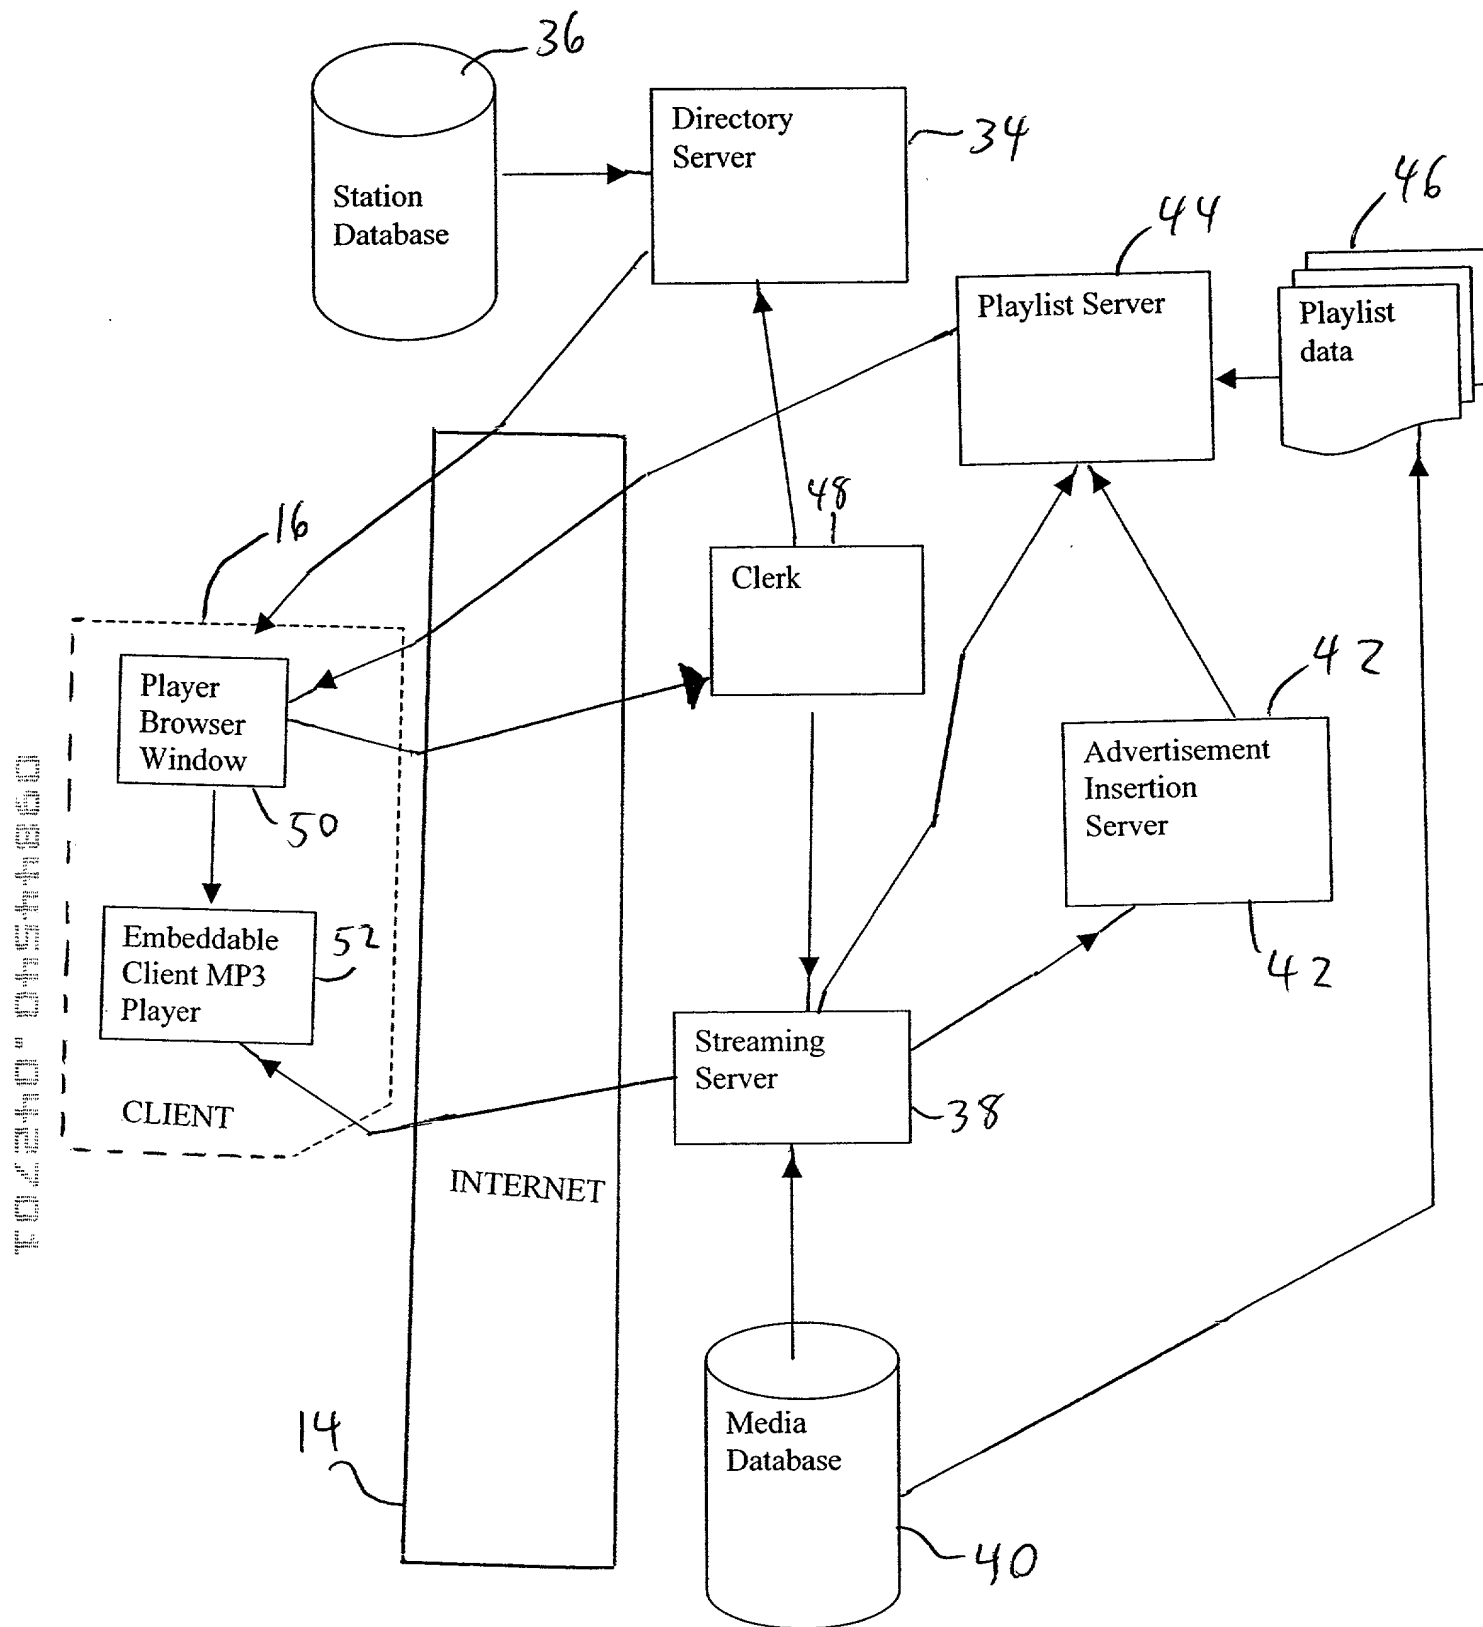 36
Directory
Server
34
Station
Database
46
44
Playlist Server
Playlist
data
16
48
Clerk
Player
Browser
Window
50
42
Advertisement
Insertion
Server
42
Embeddable
Client MP3
Player
52
CLIENT
Streaming
Server
38
INTERNET
14
Media
Database
40